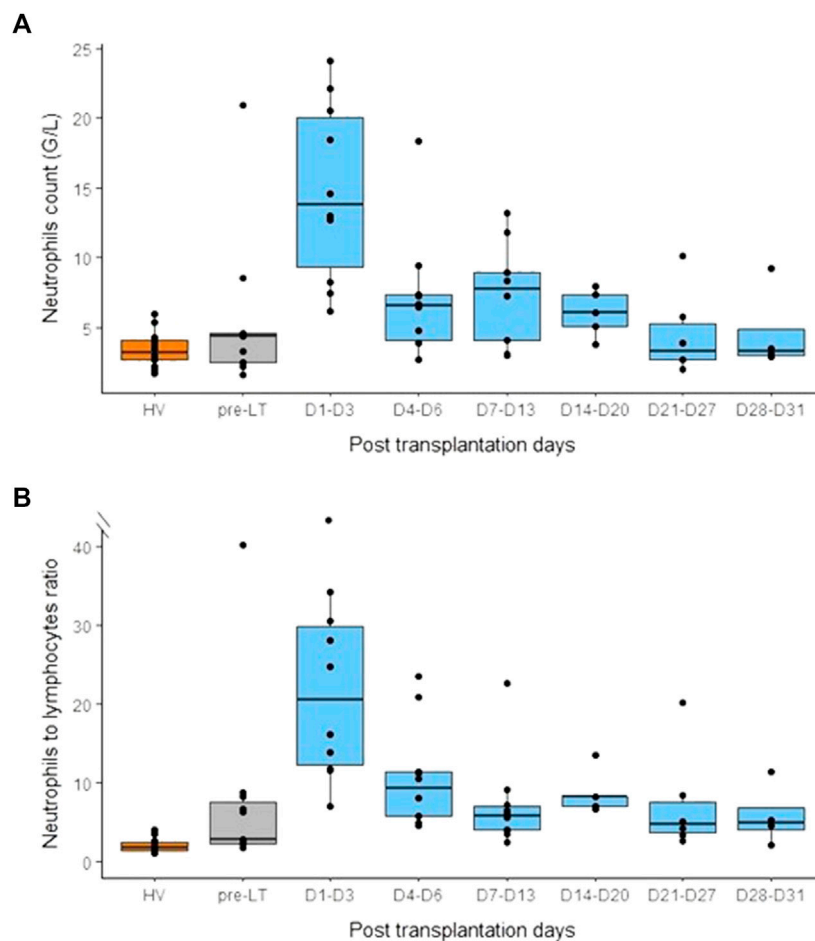 A
Neutrophils count (G/L)
25
20
15
10
5
HV pre-LT D1-D3 D4-D6 D7-D13 D14-D20 D21-D27 D28-D31
Post transplantation days
B
Neutrophils to lymphocytes ratio
40
30
20
10
0
HV pre-LT D1-D3 D4-D6 D7-D13 D14-D20 D21-D27 D28-D31
Post transplantation days